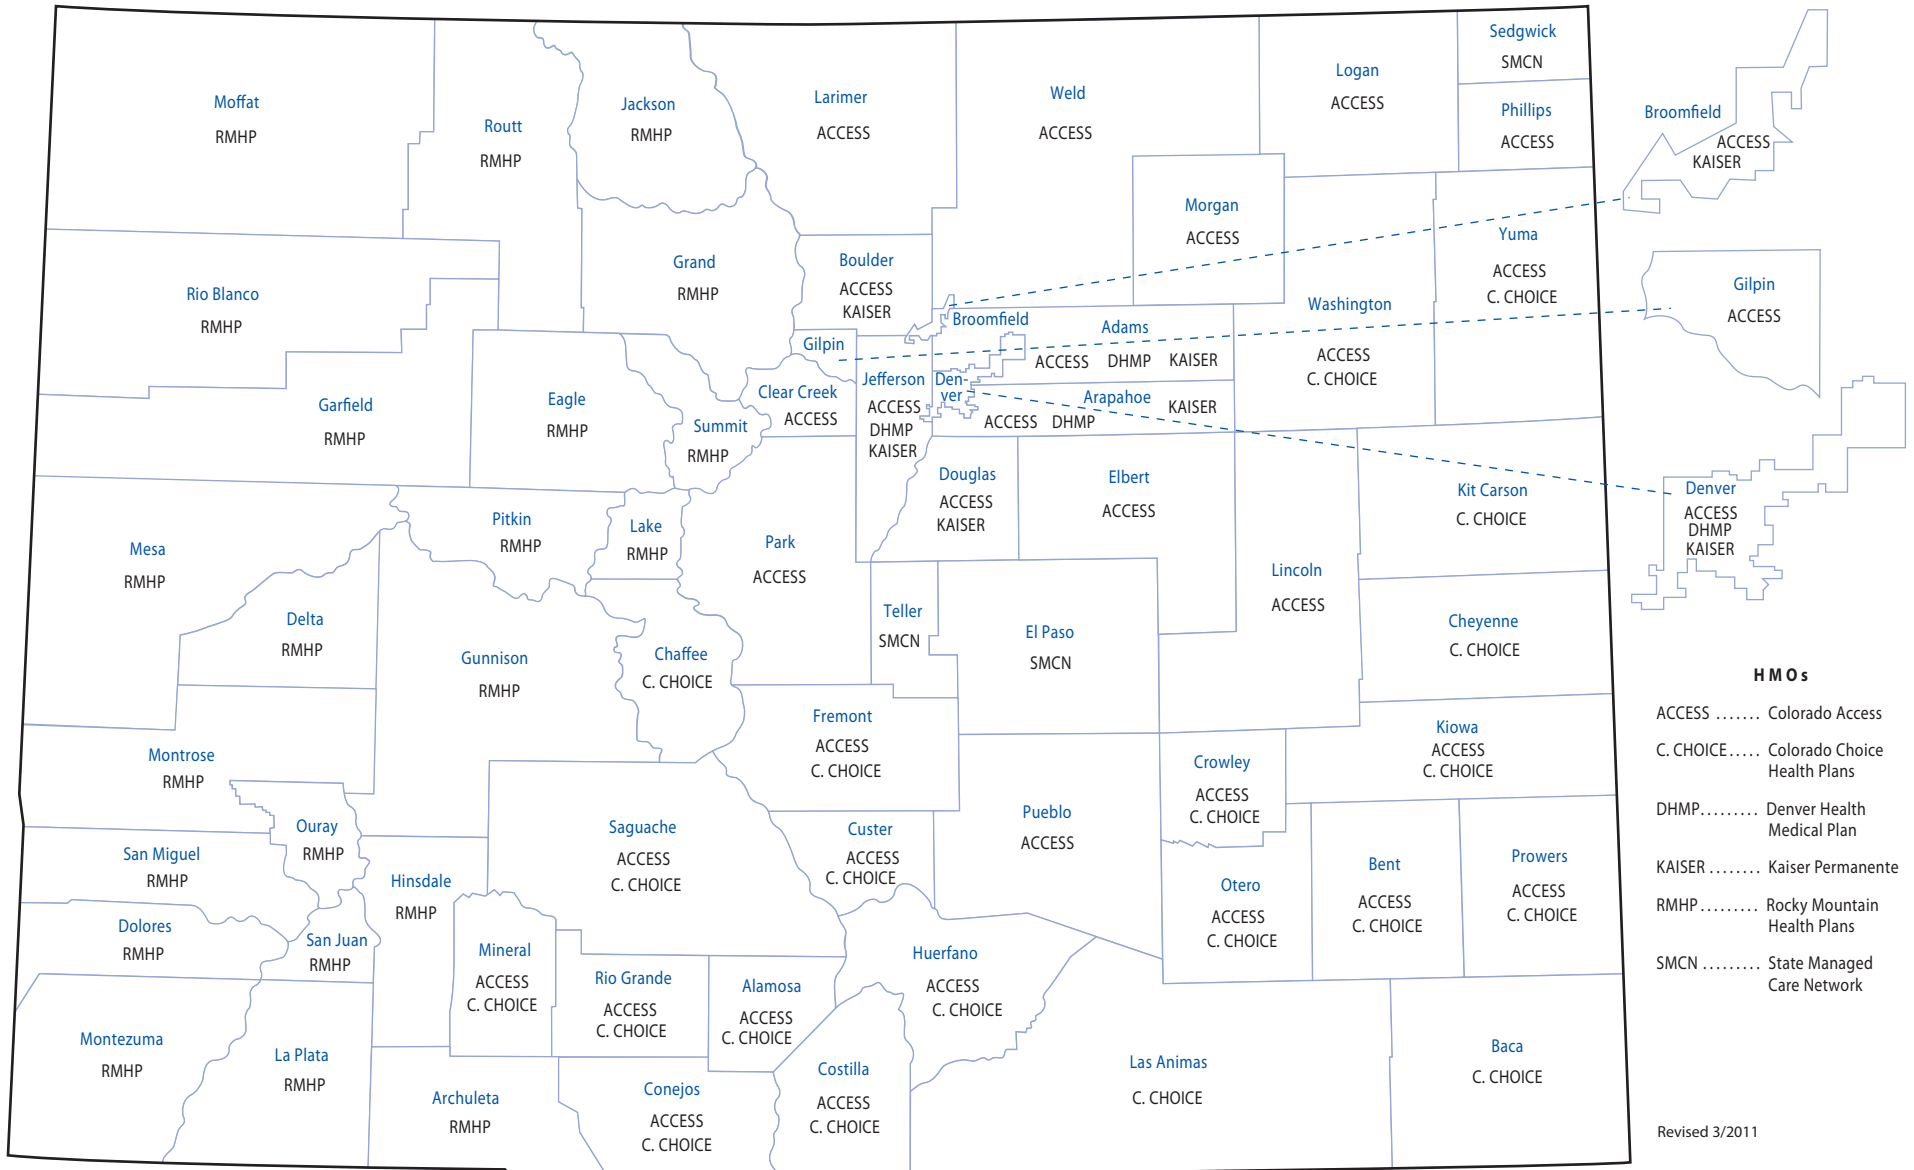 Moffat
RMHP
Routt
RMHP
Jackson
RMHP
Larimer
ACCESS
Weld
ACCESS
Logan
ACCESS
Sedgwick
SMCN
Phillips
ACCESS
Broomfield
ACCESS
KAISER
Rio Blanco
RMHP
Grand
RMHP
Boulder
ACCESS
KAISER
Morgan
ACCESS
Yuma
ACCESS
C. CHOICE
Gilpin
ACCESS
Broomfield
Adams
ACCESS DHMP KAISER
Washington
ACCESS
C. CHOICE
Gilpin
Garfield
RMHP
Eagle
RMHP
Summit
RMHP
Clear Creek
ACCESS
Jefferson
ACCESS
DHMP
KAISER
Den-
ver
Arapahoe
ACCESS DHMP KAISER
Denver
ACCESS
DHMP
KAISER
Mesa
RMHP
Pitkin
RMHP
Lake
RMHP
Park
ACCESS
Douglas
ACCESS
KAISER
Elbert
ACCESS
Kit Carson
C. CHOICE
Delta
RMHP
Gunnison
RMHP
Chaffee
C. CHOICE
Teller
SMCN
El Paso
SMCN
Lincoln
ACCESS
Cheyenne
C. CHOICE
Montrose
RMHP
Fremont
ACCESS
C. CHOICE
Kiowa
ACCESS
C. CHOICE
Crowley
ACCESS
C. CHOICE
Ouray
RMHP
Saguache
ACCESS
C. CHOICE
Custer
ACCESS
C. CHOICE
Pueblo
ACCESS
San Miguel
RMHP
Hinsdale
RMHP
Otero
ACCESS
C. CHOICE
Bent
ACCESS
C. CHOICE
Prowers
ACCESS
C. CHOICE
Dolores
RMHP
San Juan
RMHP
Mineral
ACCESS
C. CHOICE
Rio Grande
ACCESS
C. CHOICE
Alamosa
ACCESS
C. CHOICE
Huerfano
ACCESS
C. CHOICE
Montezuma
RMHP
La Plata
RMHP
Archuleta
RMHP
Conejos
ACCESS
C. CHOICE
Costilla
ACCESS
C. CHOICE
Las Animas
C. CHOICE
Baca
C. CHOICE
HMOs
ACCESS ....... Colorado Access
C. CHOICE..... Colorado Choice
Health Plans
DHMP......... Denver Health
Medical Plan
KAISER ........ Kaiser Permanente
RMHP......... Rocky Mountain
Health Plans
SMCN ......... State Managed
Care Network
Revised 3/2011